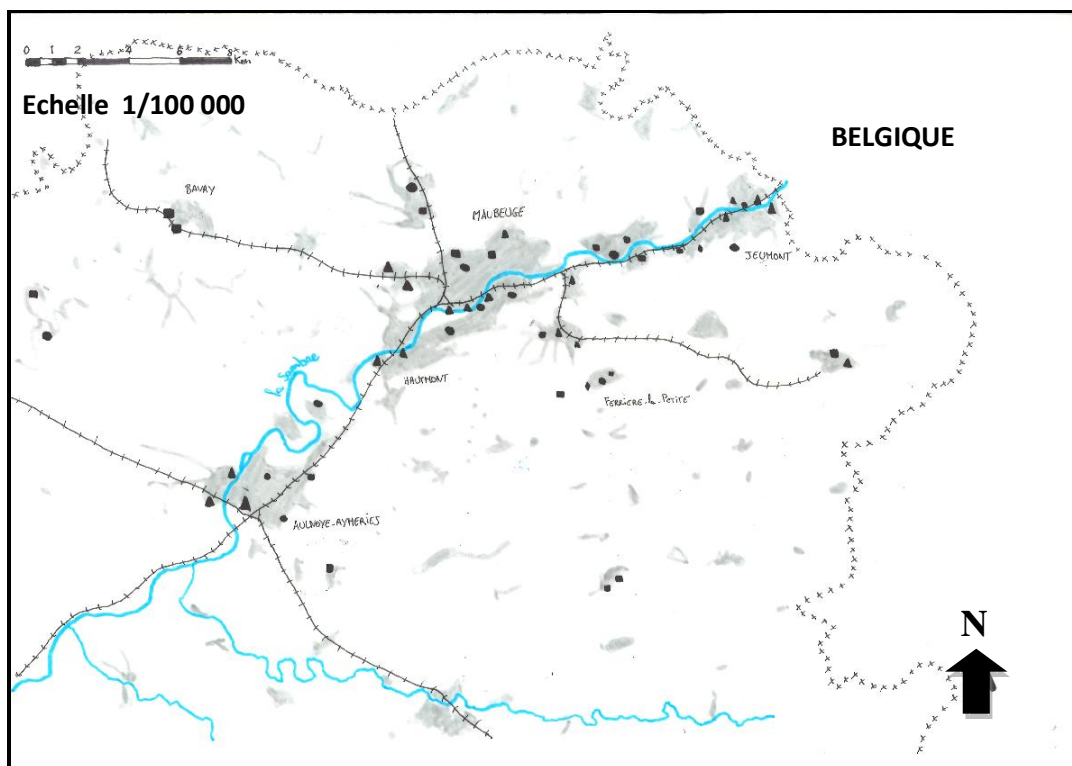 0 1 2 4 6 8 Km
Echelle 1/100 000
BELGIQUE
BAVAY
MAUBEUGE
JEUMONT
la Sambre
HAUTMONT
FERRIERE-la-PETITE
AULNOYE-AYMERIES
N